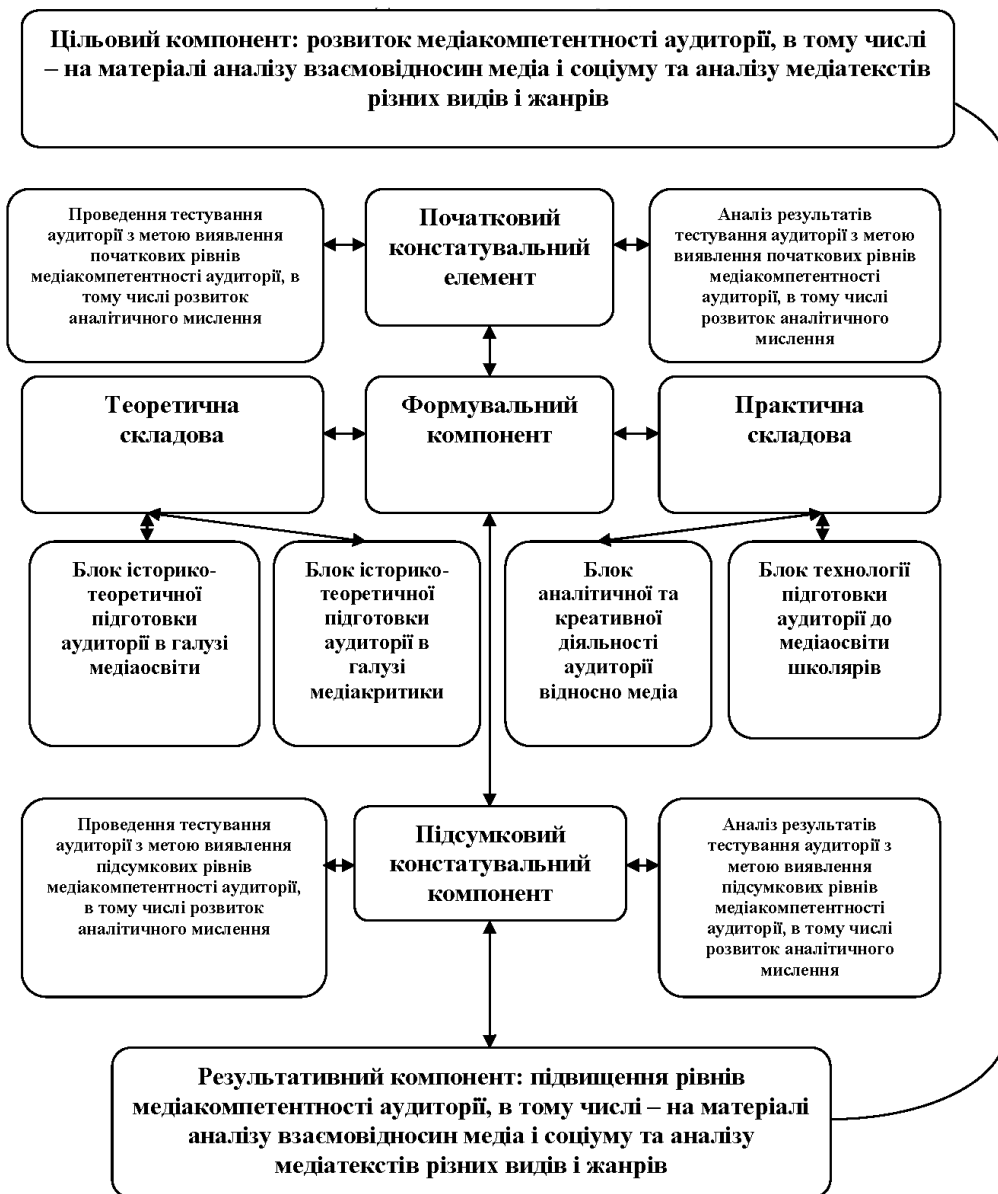 Цільовий компонент: розвиток медіакомпетентності аудиторії, в тому числі
– на матеріалі аналізу взаємовідносин медіа і соціуму та аналізу медіатекстів
різних видів і жанрів
Проведення тестування
аудиторії з метою виявлення
початкових рівнів
медіакомпетентності аудиторії, в
тому числі розвиток
аналітичного мислення
Початковий
констатувальний
елемент
Аналіз результатів
тестування аудиторії з метою
виявлення початкових рівнів
медіакомпетентності
аудиторії, в тому числі
розвиток аналітичного
мислення
Теоретична
складова
Формувальний
компонент
Практична
складова
Блок історико-
теоретичної
підготовки
аудиторії в галузі
медіаосвіти
Блок історико-
теоретичної
підготовки
аудиторії в
галузі
медіакритики
Блок
аналітичної та
креативної
діяльності
аудиторії
відносно медіа
Блок технології
підготовки
аудиторії до
медіаосвіти
школярів
Проведення тестування
аудиторії з метою виявлення
підсумкових рівнів
медіакомпетентності аудиторії,
в тому числі розвиток
аналітичного мислення
Підсумковий
констатувальний
компонент
Аналіз результатів
тестування аудиторії з
метою виявлення
підсумкових рівнів
медіакомпетентності
аудиторії, в тому числі
розвиток аналітичного
мислення
Результативний компонент: підвищення рівнів
медіакомпетентності аудиторії, в тому числі – на матеріалі
аналізу взаємовідносин медіа і соціуму та аналізу
медіатекстів різних видів і жанрів